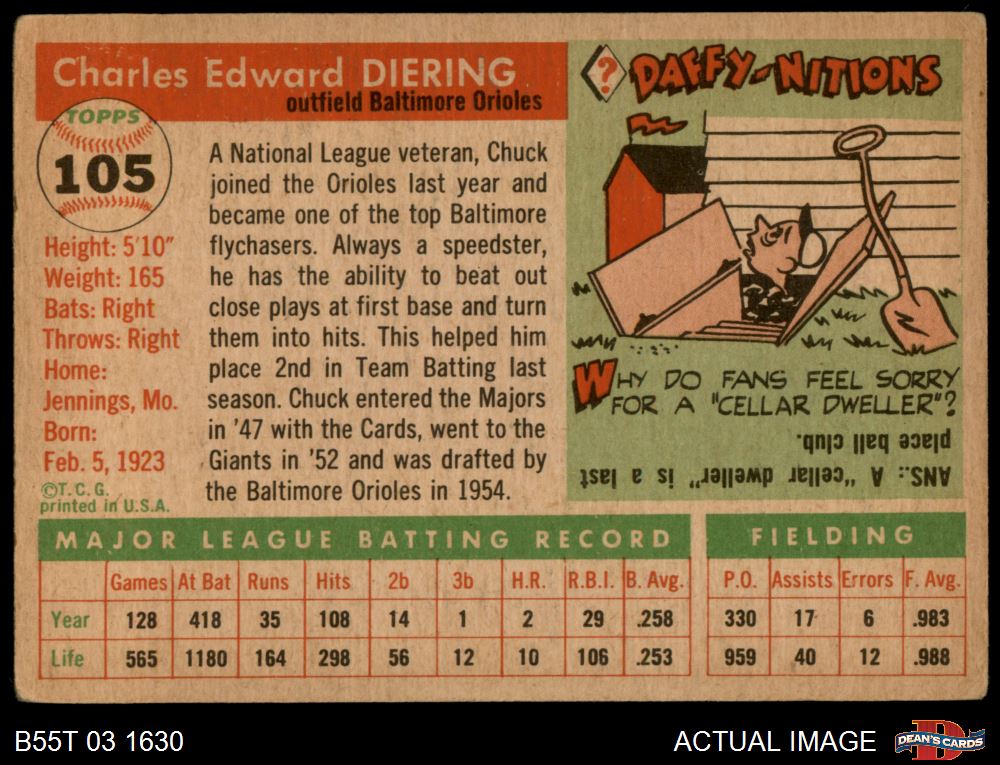 Charles Edward DIERING
outfield Baltimore Orioles
TOPPS
105
Height: 5'10"
Weight: 165
Bats: Right
Throws: Right
Home:
Jennings, Mo.
Born:
Feb. 5, 1923
©T.C.G.
printed in U.S.A.
A National League veteran, Chuck
joined the Orioles last year and
became one of the top Baltimore
flychasers. Always a speedster,
he has the ability to beat out
close plays at first base and turn
them into hits. This helped him
place 2nd in Team Batting last
season. Chuck entered the Majors
in '47 with the Cards, went to the
Giants in '52 and was drafted by
the Baltimore Orioles in 1954.
? DAFFY-NITIONS
WHY DO FANS FEEL SORRY
FOR A "CELLAR DWELLER"?
ANS.: A "cellar dweller" is a last
place ball club.
MAJOR LEAGUE BATTING RECORD
Games At Bat Runs Hits 2b 3b H.R. R.B.I. B. Avg.
Year 128 418 35 108 14 1 2 29 .258
Life 565 1180 164 298 56 12 10 106 .253
FIELDING
P.O. Assists Errors F. Avg.
330 17 6 .983
959 40 12 .988
B55T 03 1630
ACTUAL IMAGE
DEAN'S CARDS